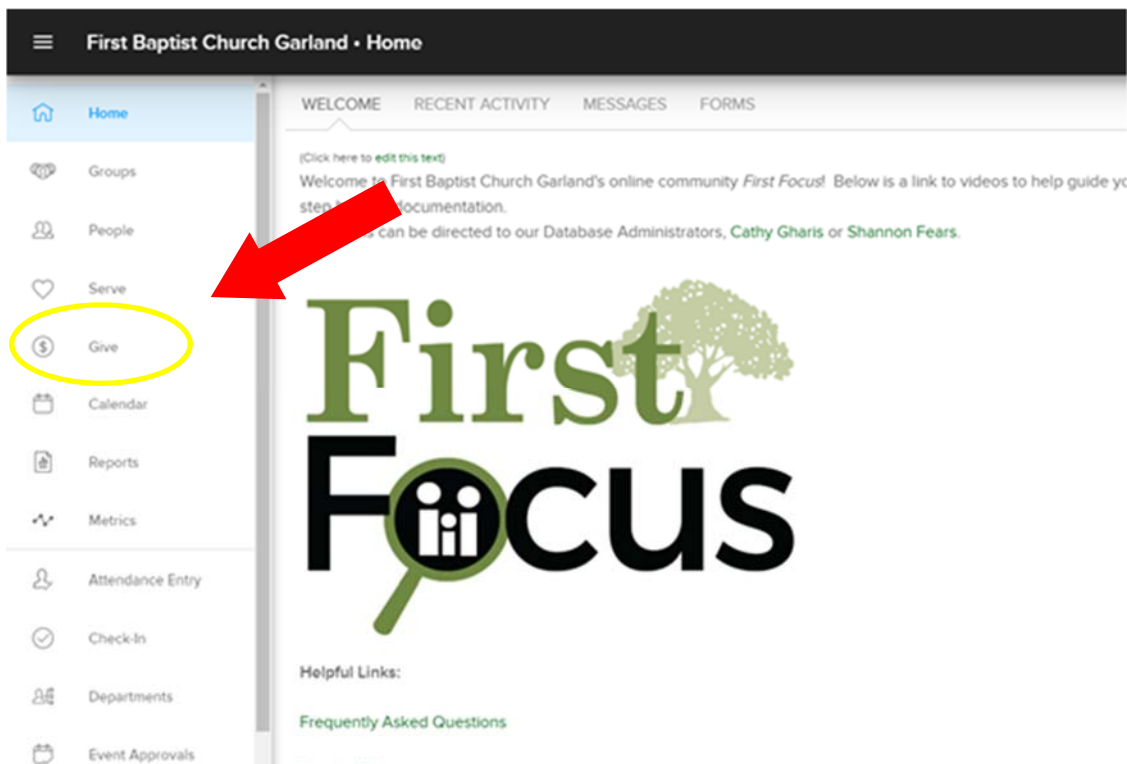 First Baptist Church Garland • Home
Home
Groups
People
Serve
Give
Calendar
Reports
Metrics
Attendance Entry
Check-In
Departments
Event Approvals
WELCOME RECENT ACTIVITY MESSAGES FORMS
(Click here to edit this text)
Welcome to First Baptist Church Garland's online community First Focus! Below is a link to videos to help guide
step documentation.
can be directed to our Database Administrators, Cathy Gharis or Shannon Fears.
First
Focus
Helpful Links:
Frequently Asked Questions